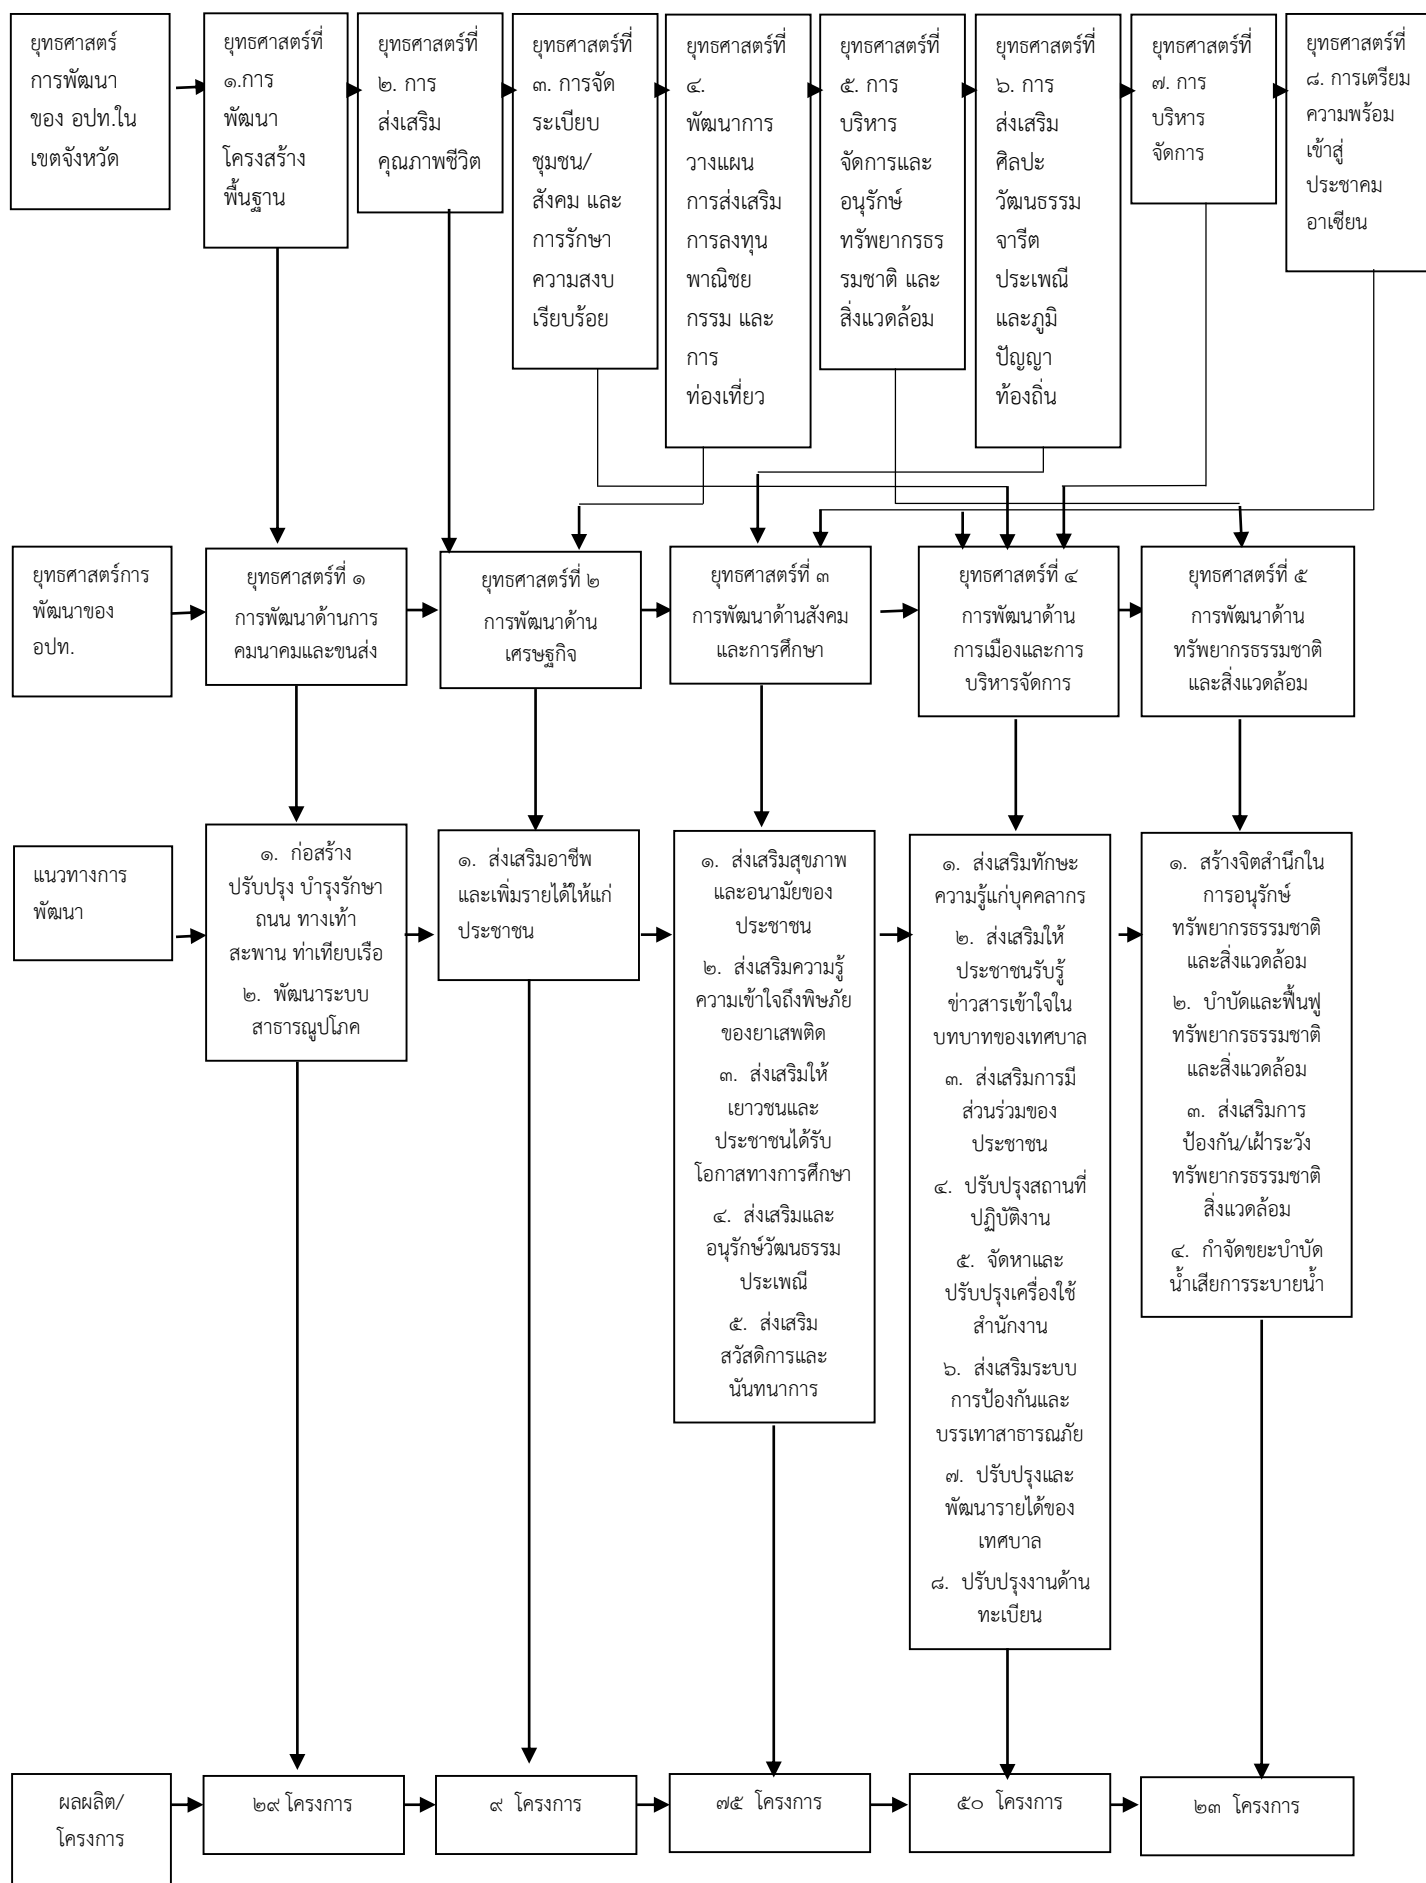 ยุทธศาสตร์
การพัฒนา
ของ อปท.ใน
เขตจังหวัด
ยุทธศาสตร์ที่
๑.การ
พัฒนา
โครงสร้าง
พื้นฐาน
ยุทธศาสตร์ที่
๒. การ
ส่งเสริม
คุณภาพชีวิต
ยุทธศาสตร์ที่
๓. การจัด
ระเบียบ
ชุมชน/
สังคม และ
การรักษา
ความสงบ
เรียบร้อย
ยุทธศาสตร์ที่
๔.
พัฒนาการ
วางแผน
การส่งเสริม
การลงทุน
พาณิชย
กรรม และ
การ
ท่องเที่ยว
ยุทธศาสตร์ที่
๕. การ
บริหาร
จัดการและ
อนุรักษ์
ทรัพยากรธร
รมชาติ และ
สิ่งแวดล้อม
ยุทธศาสตร์ที่
๖. การ
ส่งเสริม
ศิลปะ
วัฒนธรรม
จารีต
ประเพณี
และภูมิ
ปัญญา
ท้องถิ่น
ยุทธศาสตร์ที่
๗. การ
บริหาร
จัดการ
ยุทธศาสตร์ที่
๘. การเตรียม
ความพร้อม
เข้าสู่
ประชาคม
อาเซียน
ยุทธศาสตร์การ
พัฒนาของ
อปท.
ยุทธศาสตร์ที่ ๑
การพัฒนาด้านการ
คมนาคมและขนส่ง
ยุทธศาสตร์ที่ ๒
การพัฒนาด้าน
เศรษฐกิจ
ยุทธศาสตร์ที่ ๓
การพัฒนาด้านสังคม
และการศึกษา
ยุทธศาสตร์ที่ ๔
การพัฒนาด้าน
การเมืองและการ
บริหารจัดการ
ยุทธศาสตร์ที่ ๕
การพัฒนาด้าน
ทรัพยากรธรรมชาติ
และสิ่งแวดล้อม
แนวทางการ
พัฒนา
๑. ก่อสร้าง
ปรับปรุง บำรุงรักษา
ถนน ทางเท้า
สะพาน ท่าเทียบเรือ
๒. พัฒนาระบบ
สาธารณูปโภค
๑. ส่งเสริมอาชีพ
และเพิ่มรายได้ให้แก่
ประชาชน
๑. ส่งเสริมสุขภาพ
และอนามัยของ
ประชาชน
๒. ส่งเสริมความรู้
ความเข้าใจถึงพิษภัย
ของยาเสพติด
๓. ส่งเสริมให้
เยาวชนและ
ประชาชนได้รับ
โอกาสทางการศึกษา
๔. ส่งเสริมและ
อนุรักษ์วัฒนธรรม
ประเพณี
๕. ส่งเสริม
สวัสดิการและ
นันทนาการ
๑. ส่งเสริมทักษะ
ความรู้แก่บุคคลากร
๒. ส่งเสริมให้
ประชาชนรับรู้
ข่าวสารเข้าใจใน
บทบาทของเทศบาล
๓. ส่งเสริมการมี
ส่วนร่วมของ
ประชาชน
๔. ปรับปรุงสถานที่
ปฏิบัติงาน
๕. จัดหาและ
ปรับปรุงเครื่องใช้
สำนักงาน
๖. ส่งเสริมระบบ
การป้องกันและ
บรรเทาสาธารณภัย
๗. ปรับปรุงและ
พัฒนารายได้ของ
เทศบาล
๘. ปรับปรุงงานด้าน
ทะเบียน
๑. สร้างจิตสำนึกใน
การอนุรักษ์
ทรัพยากรธรรมชาติ
และสิ่งแวดล้อม
๒. บำบัดและฟื้นฟู
ทรัพยากรธรรมชาติ
และสิ่งแวดล้อม
๓. ส่งเสริมการ
ป้องกัน/เฝ้าระวัง
ทรัพยากรธรรมชาติ
สิ่งแวดล้อม
๔. กำจัดขยะบำบัด
น้ำเสียการระบายน้ำ
ผลผลิต/
โครงการ
๒๙ โครงการ
๙ โครงการ
๗๕ โครงการ
๕๐ โครงการ
๒๓ โครงการ